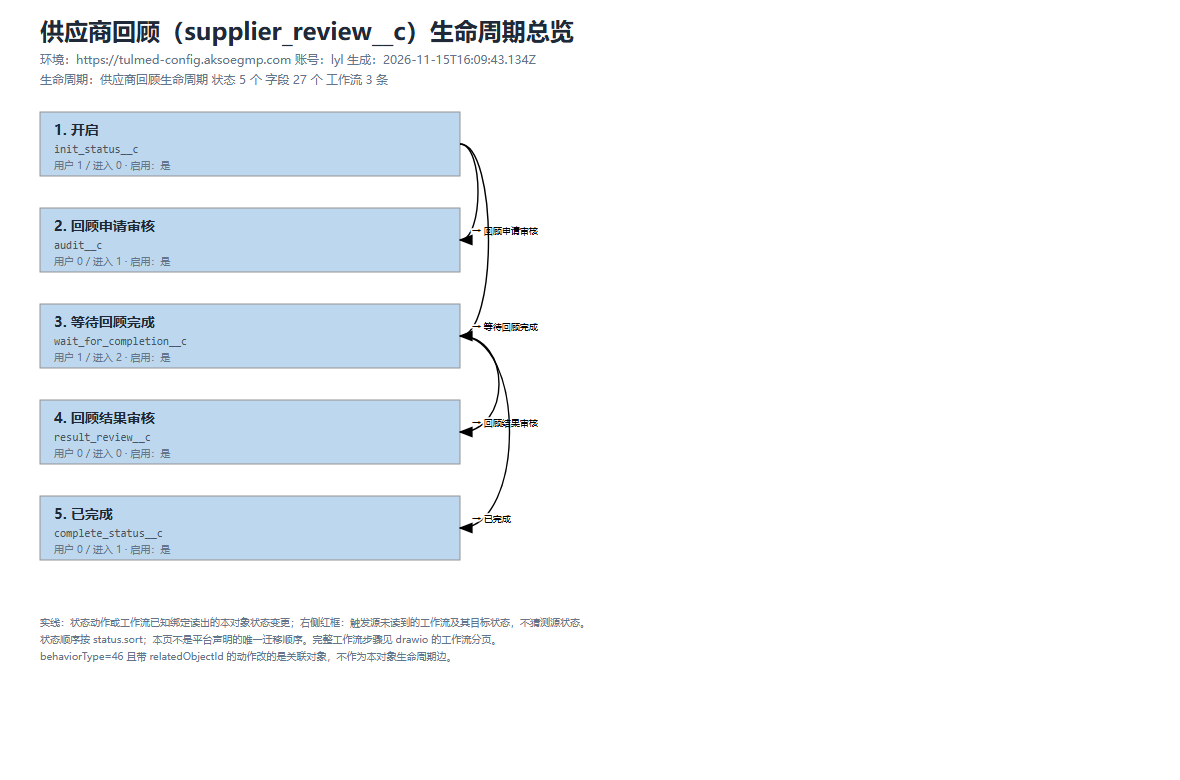 供应商回顾（supplier_review__c）生命周期总览
环境：https://tulmed-config.aksoegmp.com 账号：lyl 生成：2026-11-15T16:09:43.134Z
生命周期：供应商回顾生命周期 状态 5 个 字段 27 个 工作流 3 条
1. 开启
init_status__c
用户 1 / 进入 0 · 启用：是
2. 回顾申请审核
audit__c
用户 0 / 进入 1 · 启用：是
→ 回顾申请审核
3. 等待回顾完成
wait_for_completion__c
用户 1 / 进入 2 · 启用：是
→ 等待回顾完成
4. 回顾结果审核
result_review__c
用户 0 / 进入 0 · 启用：是
→ 回顾结果审核
5. 已完成
complete_status__c
用户 0 / 进入 1 · 启用：是
→ 已完成
实线：状态动作或工作流已知绑定读出的本对象状态变更；右侧红框：触发源未读到的工作流及其目标状态，不猜测源状态。
状态顺序按 status.sort；本页不是平台声明的唯一迁移顺序。完整工作流步骤见 drawio 的工作流分页。
behaviorType=46 且带 relatedObjectId 的动作改的是关联对象，不作为本对象生命周期边。